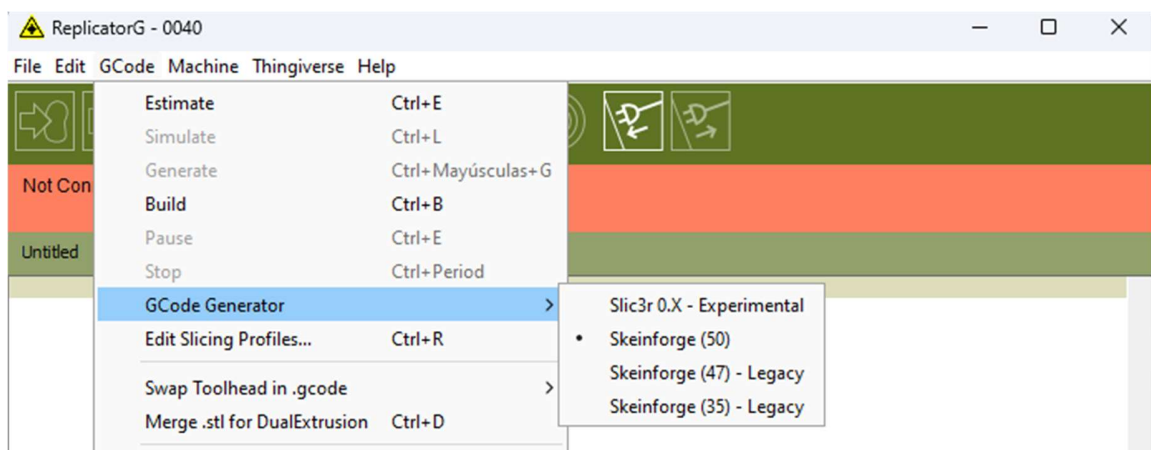 ReplicatorG - 0040
File Edit GCode Machine Thingiverse Help
Estimate Ctrl+E
Simulate Ctrl+L
Generate Ctrl+Mayúsculas+G
Not Con
Build Ctrl+B
Pause Ctrl+E
Untitled
Stop Ctrl+Period
GCode Generator >
Slic3r 0.X - Experimental
Edit Slicing Profiles... Ctrl+R
• Skeinforge (50)
Skeinforge (47) - Legacy
Swap Toolhead in .gcode >
Skeinforge (35) - Legacy
Merge .stl for DualExtrusion Ctrl+D